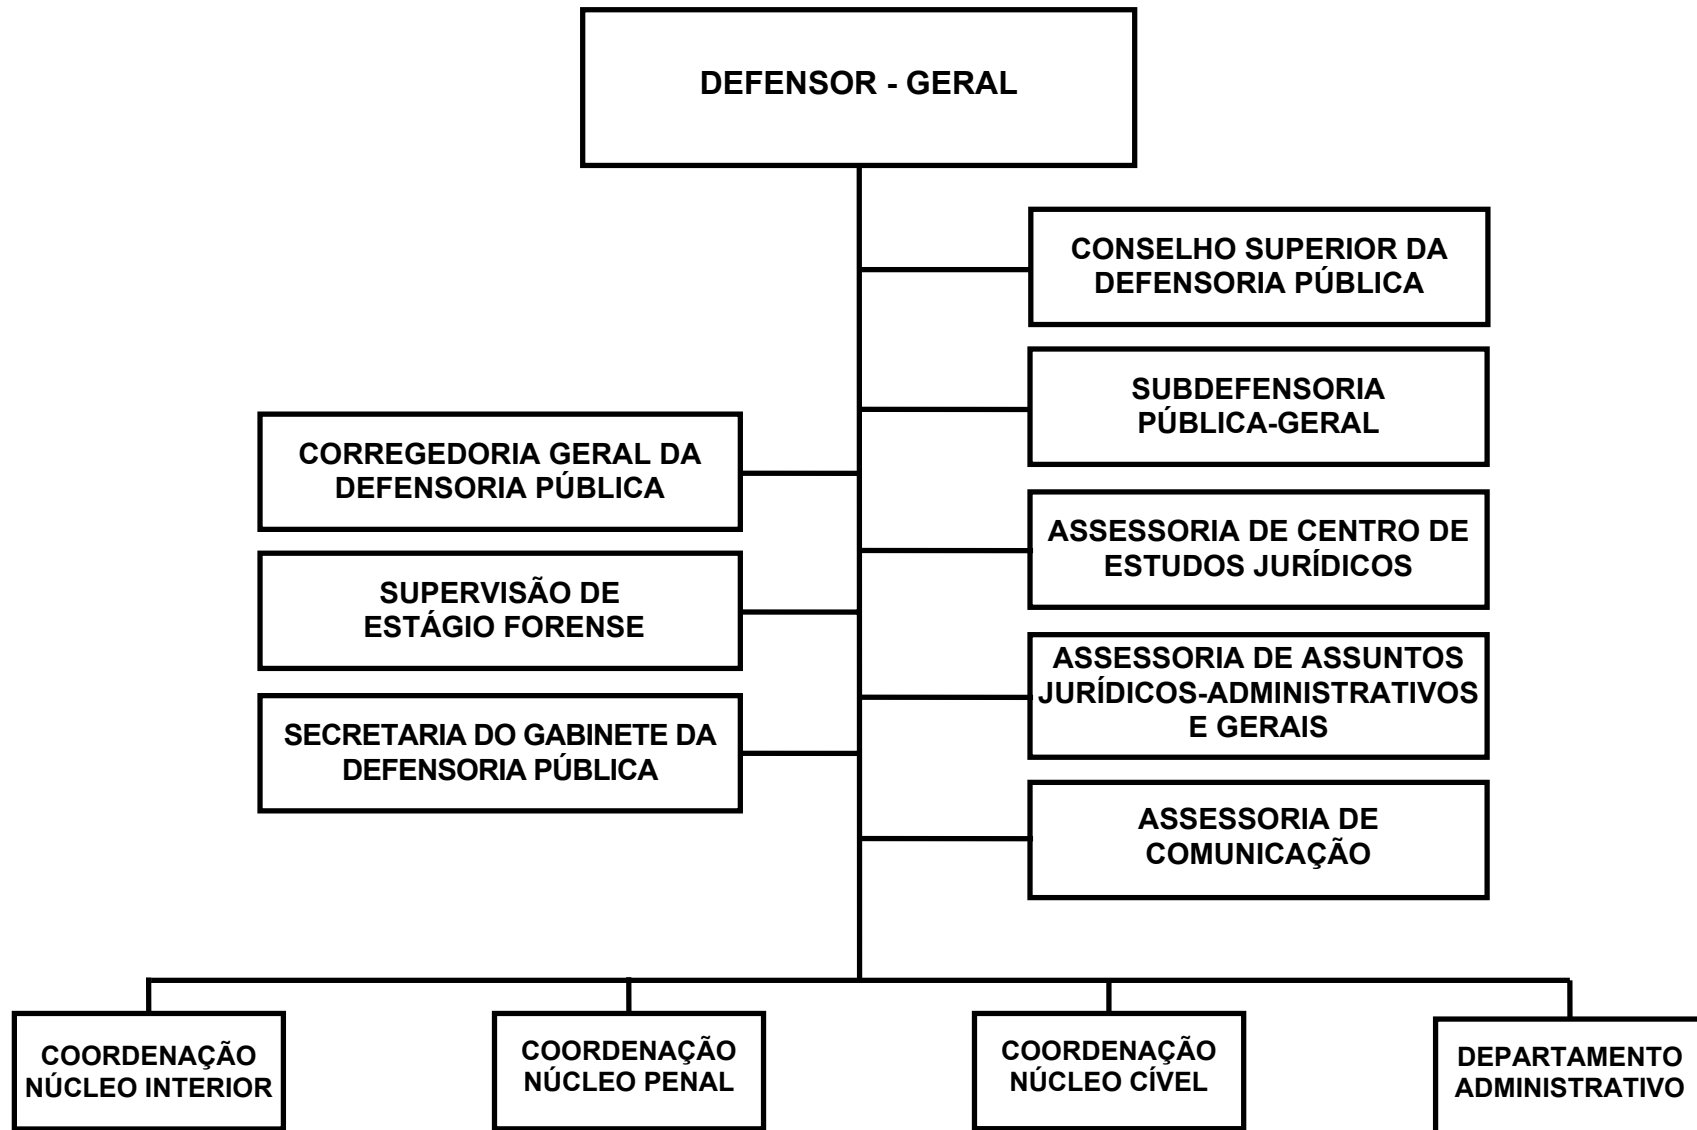 DEFENSOR - GERAL
CONSELHO SUPERIOR DA
DEFENSORIA PÚBLICA
SUBDEFENSORIA
PÚBLICA-GERAL
CORREGEDORIA GERAL DA
DEFENSORIA PÚBLICA
ASSESSORIA DE CENTRO DE
ESTUDOS JURÍDICOS
SUPERVISÃO DE
ESTÁGIO FORENSE
ASSESSORIA DE ASSUNTOS
JURÍDICOS-ADMINISTRATIVOS
E GERAIS
SECRETARIA DO GABINETE DA
DEFENSORIA PÚBLICA
ASSESSORIA DE
COMUNICAÇÃO
COORDENAÇÃO
NÚCLEO INTERIOR
COORDENAÇÃO
NÚCLEO PENAL
COORDENAÇÃO
NÚCLEO CÍVEL
DEPARTAMENTO
ADMINISTRATIVO